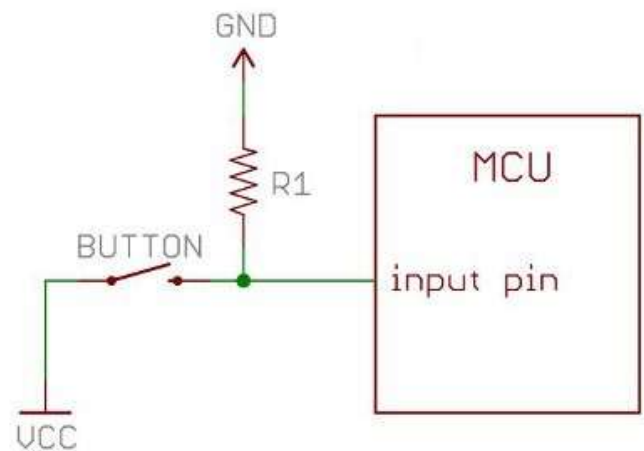 GND
R1
MCU
BUTTON
input pin
VCC